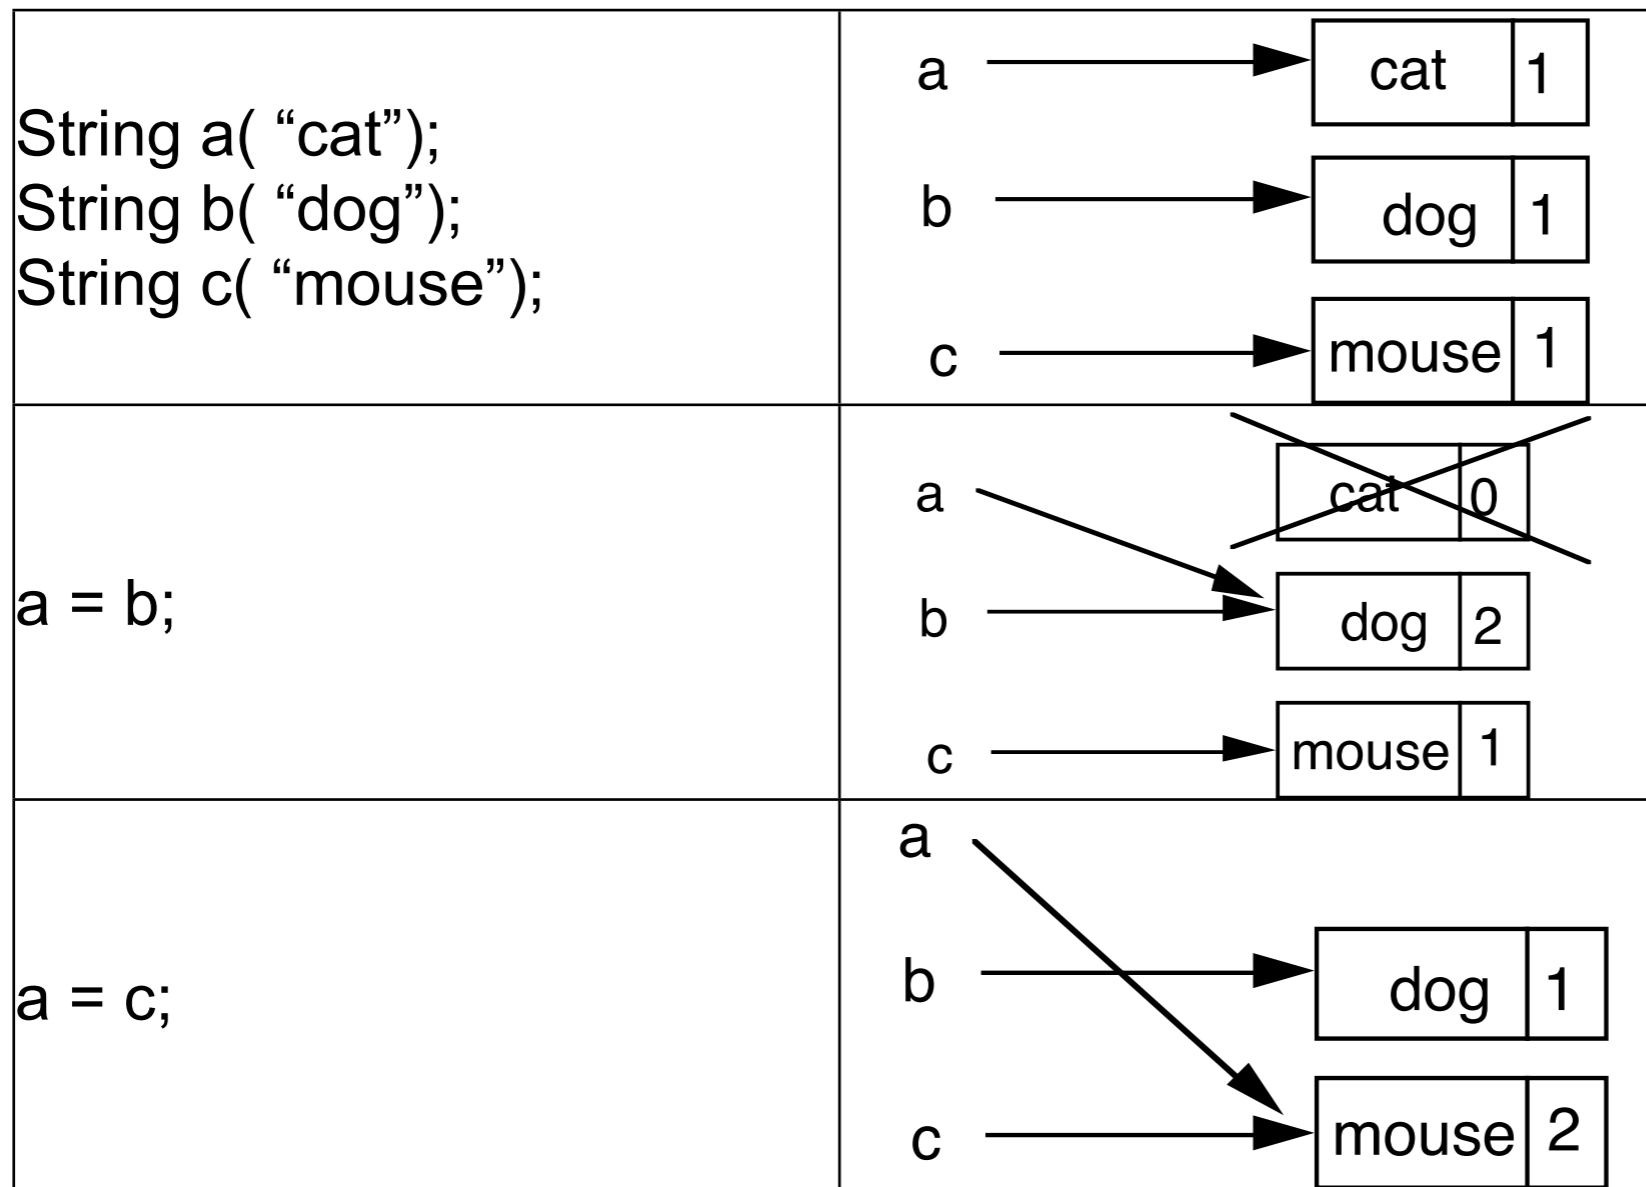 String a( “cat”);
String b( “dog”);
String c( “mouse”);
a cat 1
b dog 1
c mouse 1
a = b;
a cat 0
b dog 2
c mouse 1
a = c;
a
b dog 1
c mouse 2